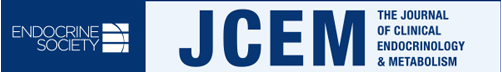 ENDOCRINE
SOCIETY
JCEM
THE JOURNAL
OF CLINICAL
ENDOCRINOLOGY
& METABOLISM